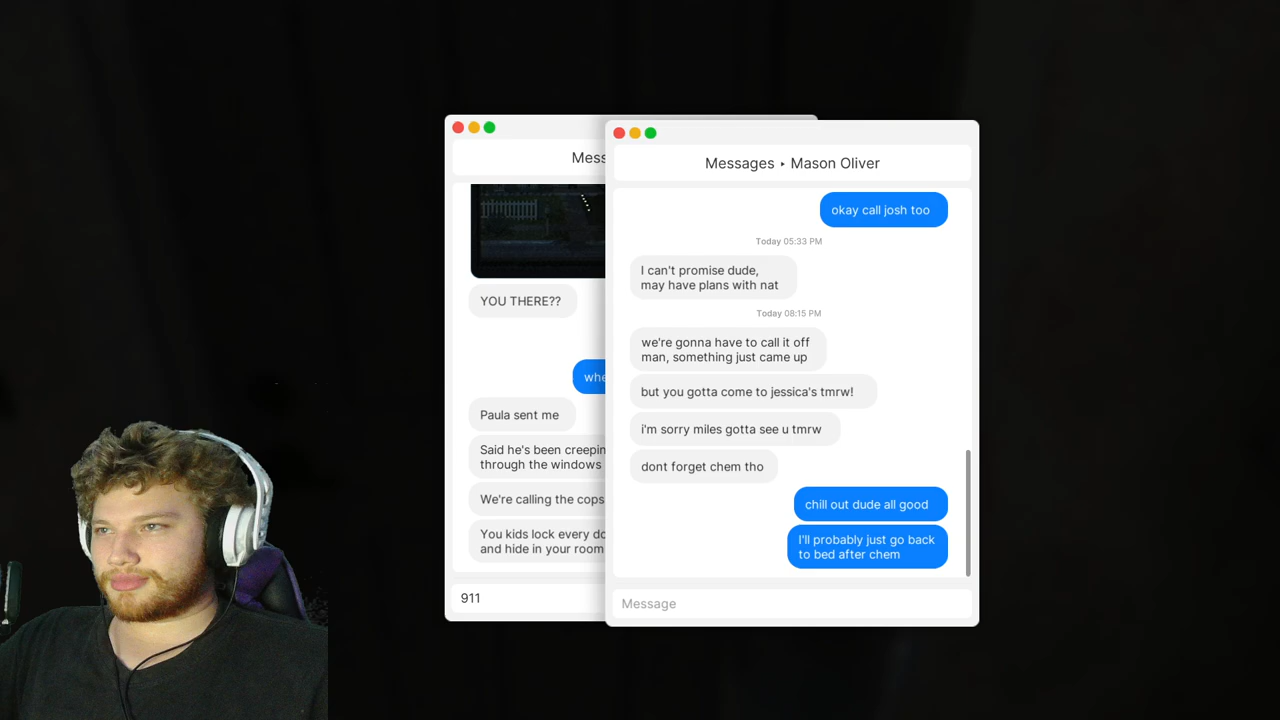 Mess
YOU THERE??
whe
Paula sent me
Said he's been creepin
through the windows
We're calling the cops
You kids lock every do
and hide in your room
911
Messages ‣ Mason Oliver
okay call josh too
Today 05:33 PM
I can't promise dude,
may have plans with nat
Today 08:15 PM
we're gonna have to call it off
man, something just came up
but you gotta come to jessica's tmrw!
i'm sorry miles gotta see u tmrw
dont forget chem tho
chill out dude all good
I'll probably just go back
to bed after chem
Message